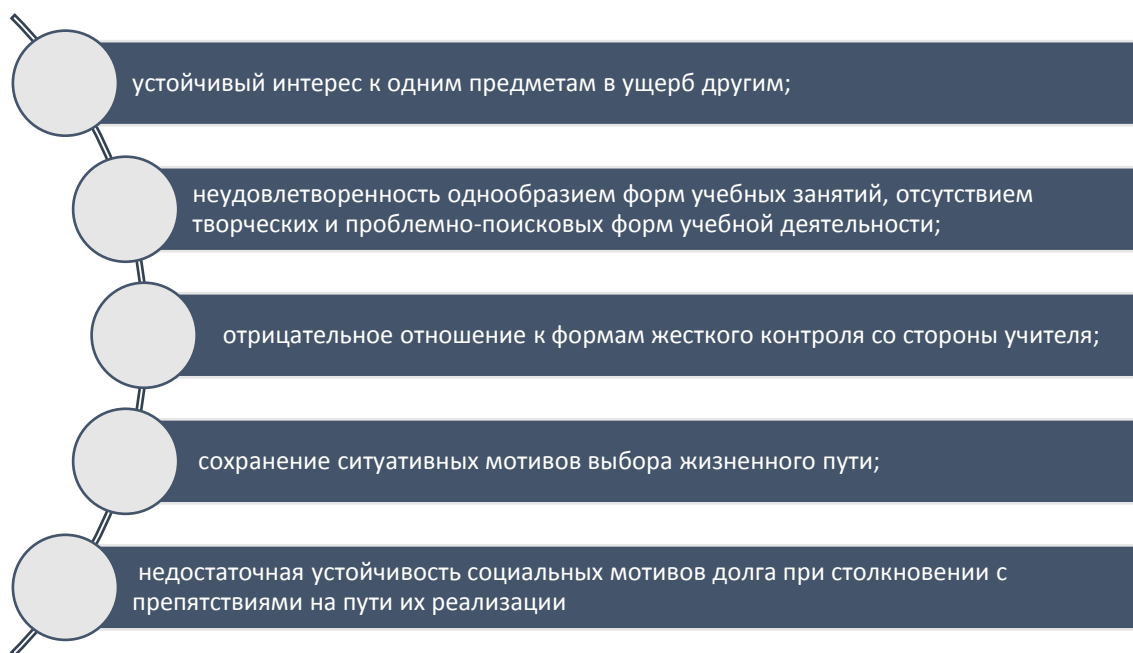 устойчивый интерес к одним предметам в ущерб другим;
неудовлетворенность однообразием форм учебных занятий, отсутствием
творческих и проблемно-поисковых форм учебной деятельности;
отрицательное отношение к формам жесткого контроля со стороны учителя;
сохранение ситуативных мотивов выбора жизненного пути;
недостаточная устойчивость социальных мотивов долга при столкновении с
препятствиями на пути их реализации